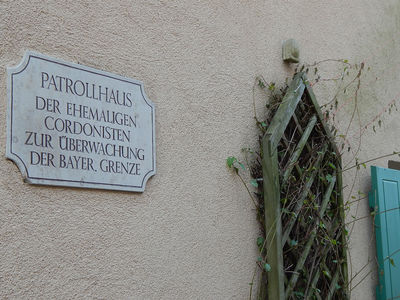 PATROLLHAUS
DER EHEMALIGEN
CORDONISTEN
ZUR ÜBERWACHUNG
DER BAYER. GRENZE